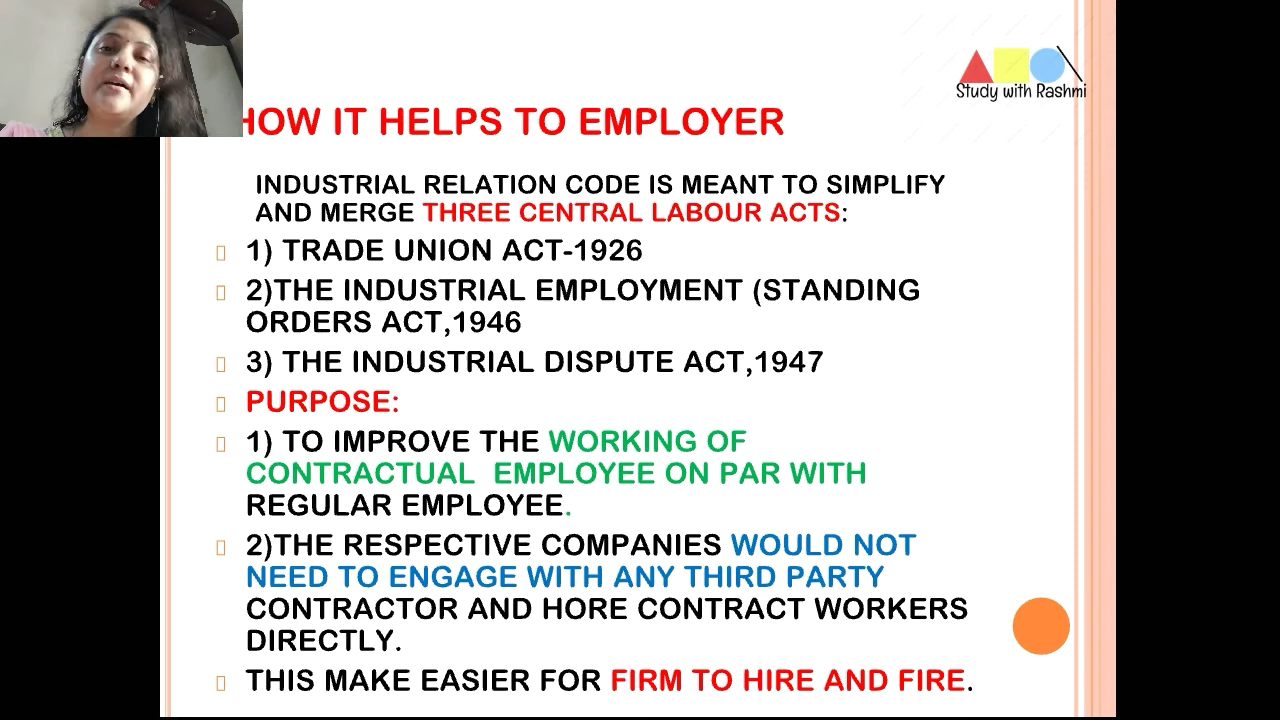 Study with Rashmi
HOW IT HELPS TO EMPLOYER
INDUSTRIAL RELATION CODE IS MEANT TO SIMPLIFY
AND MERGE THREE CENTRAL LABOUR ACTS:
1) TRADE UNION ACT-1926
2)THE INDUSTRIAL EMPLOYMENT (STANDING
ORDERS ACT,1946
3) THE INDUSTRIAL DISPUTE ACT,1947
PURPOSE:
1) TO IMPROVE THE WORKING OF
CONTRACTUAL EMPLOYEE ON PAR WITH
REGULAR EMPLOYEE.
2)THE RESPECTIVE COMPANIES WOULD NOT
NEED TO ENGAGE WITH ANY THIRD PARTY
CONTRACTOR AND HORE CONTRACT WORKERS
DIRECTLY.
THIS MAKE EASIER FOR FIRM TO HIRE AND FIRE.